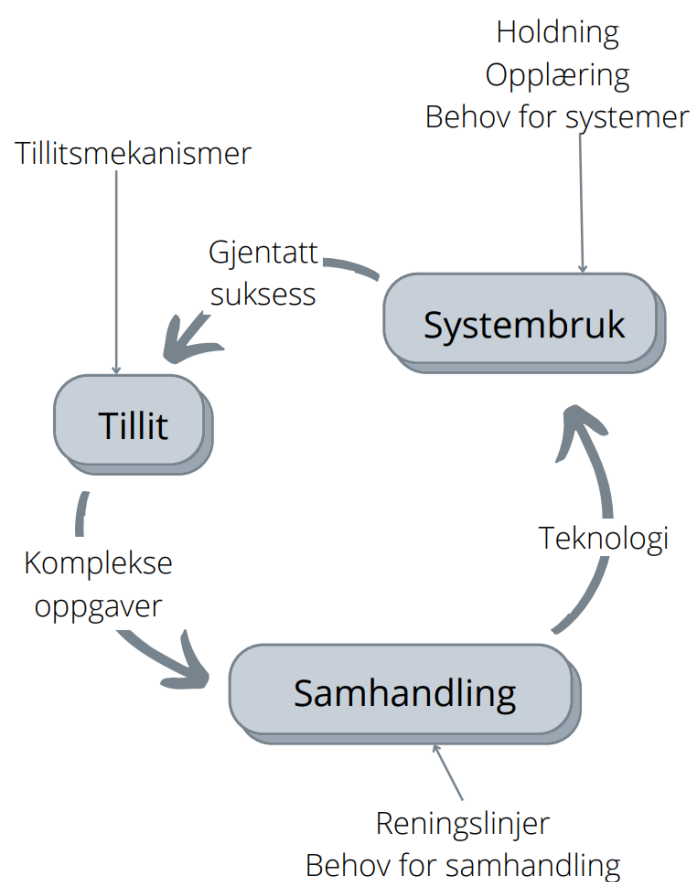 Holdning
Opplæring
Behov for systemer
Tillitsmekanismer
Gjentatt
suksess
Systembruk
Tillit
Teknologi
Komplekse
oppgaver
Samhandling
Reningslinjer
Behov for samhandling